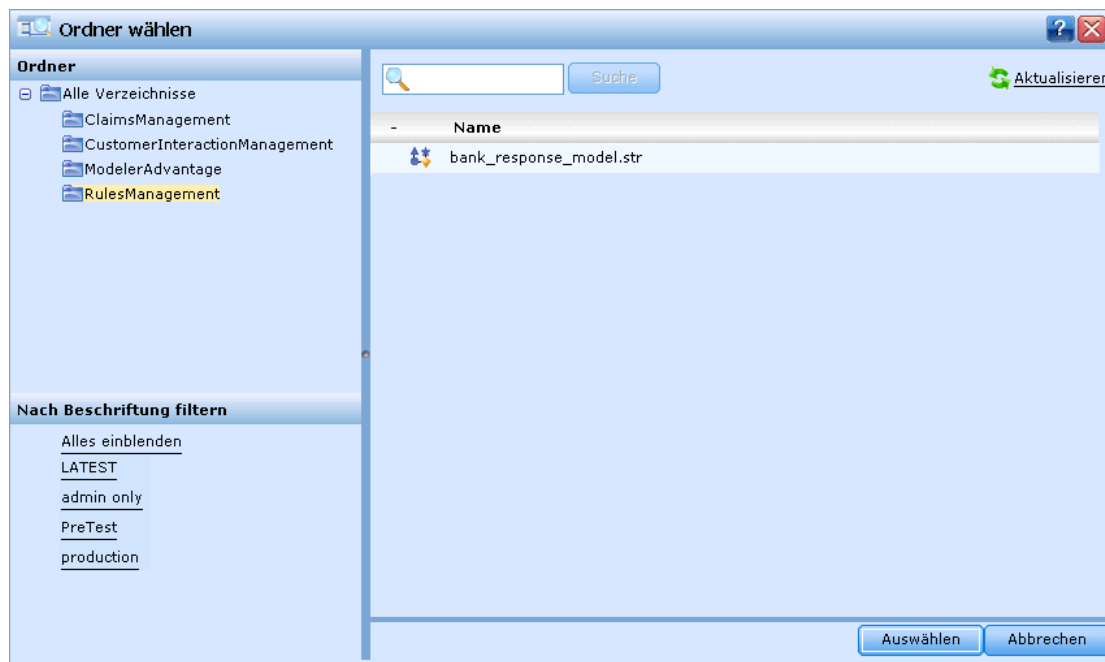 Ordner wählen
?
Ordner
Alle Verzeichnisse
ClaimsManagement
CustomerInteractionManagement
ModelerAdvantage
RulesManagement
Nach Beschriftung filtern
Alles einblenden
LATEST
admin only
PreTest
production
Suche
Aktualisieren
- Name
bank_response_model.str
Auswählen
Abbrechen